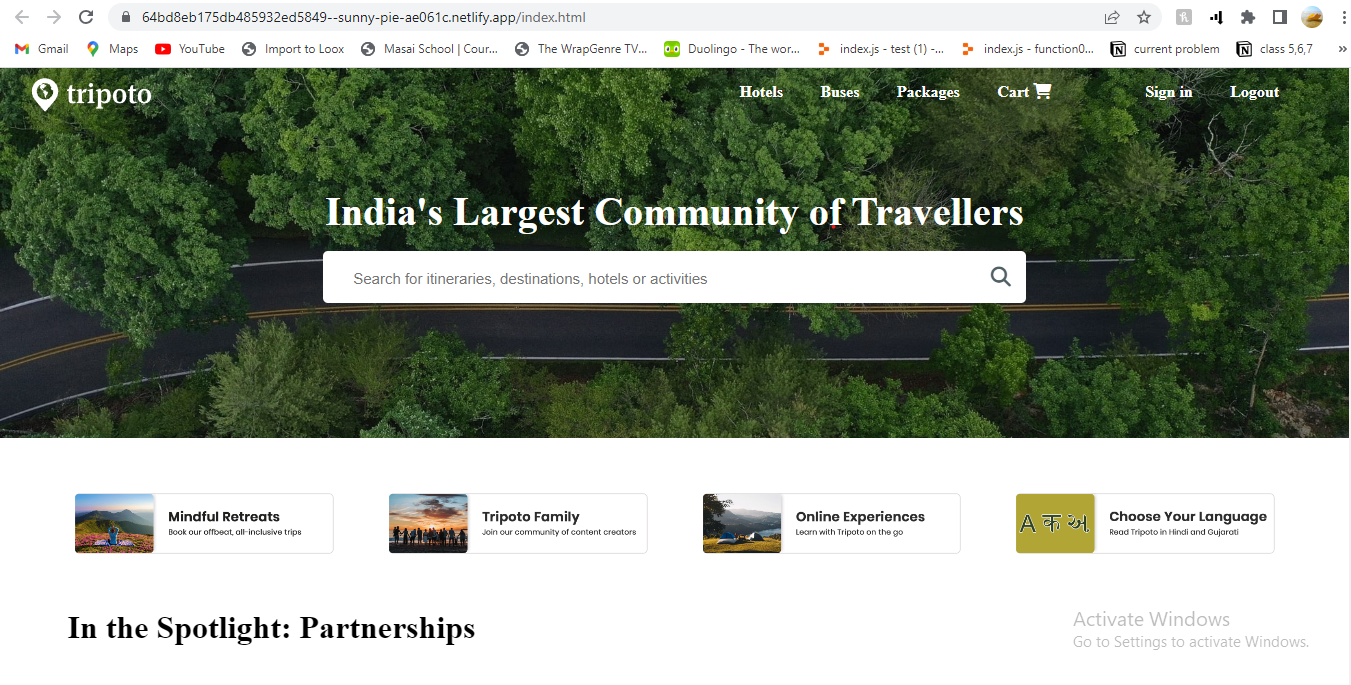 64bd8eb175db485932ed5849--sunny-pie-ae061c.netlify.app/index.html
Gmail Maps YouTube Import to Loox Masai School | Cour... The WrapGenre TV... Duolingo - The wor... index.js - test (1) -... index.js - function0... current problem class 5,6,7 »
tripoto Hotels Buses Packages Cart Sign in Logout
India's Largest Community of Travellers
Search for itineraries, destinations, hotels or activities
Mindful Retreats
Book our offbeat, all-inclusive trips
Tripoto Family
Join our community of content creators
Online Experiences
Learn with Tripoto on the go
A क અ
Choose Your Language
Read Tripoto in Hindi and Gujarati
In the Spotlight: Partnerships
Activate Windows
Go to Settings to activate Windows.